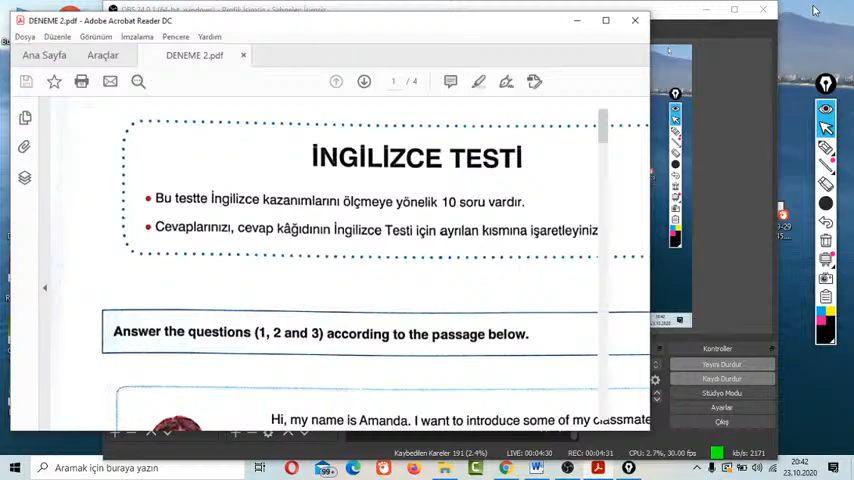 DENEME 2.pdf - Adobe Acrobat Reader DC
Dosya Düzenle Görünüm İmzalama Pencere Yardım
Ana Sayfa Araçlar DENEME 2.pdf ×
1 / 4
İNGİLİZCE TESTİ
• Bu testte İngilizce kazanımlarını ölçmeye yönelik 10 soru vardır.
• Cevaplarınızı, cevap kâğıdının İngilizce Testi için ayrılan kısmına işaretleyiniz
Answer the questions (1, 2 and 3) according to the passage below.
Hi, my name is Amanda. I want to introduce some of my classmate
Kontroller
Yayını Durdur
Kaydı Durdur
Stüdyo Modu
Ayarlar
Çıkış
Kaybedilen Kareler 191 (2.4%) LIVE: 00:04:30 REC: 00:04:31 CPU: 2.7%, 30.00 fps kb/s: 2171
Aramak için buraya yazın
99+
20:42
23.10.2020